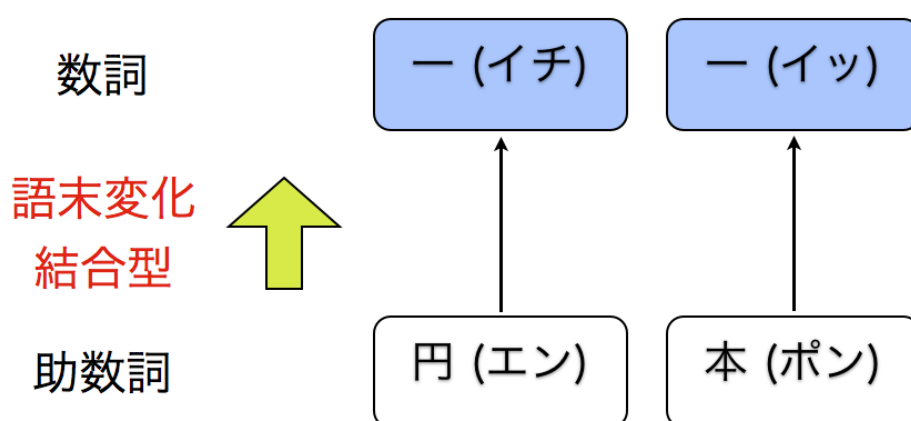 数詞
一 (イチ)
一 (イッ)
語末変化
結合型
助数詞
円 (エン)
本 (ポン)